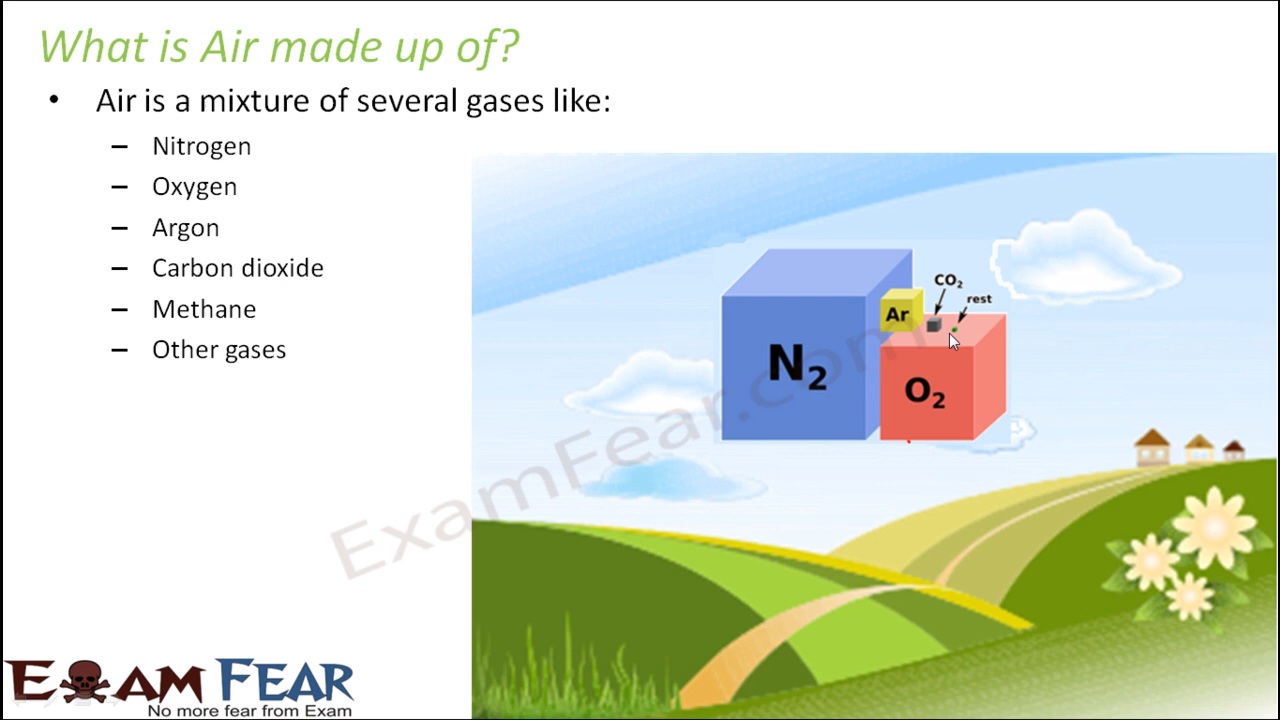 What is Air made up of?
• Air is a mixture of several gases like:
– Nitrogen
– Oxygen
– Argon
– Carbon dioxide
– Methane
– Other gases
CO₂
rest
Ar
N₂
O₂
ExamFear.com
EXAM FEAR
No more fear from Exam